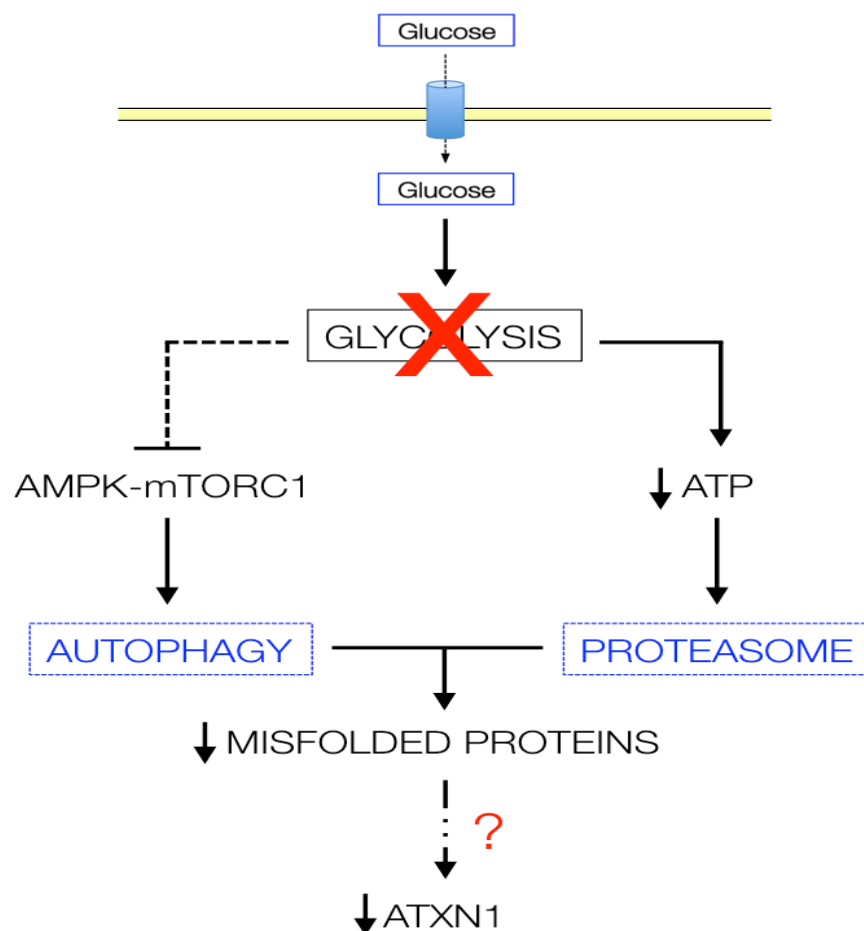 Glucose
Glucose
GLYCOLYSIS
AMPK-mTORC1
ATP
AUTOPHAGY
PROTEASOME
MISFOLDED PROTEINS
?
ATXN1